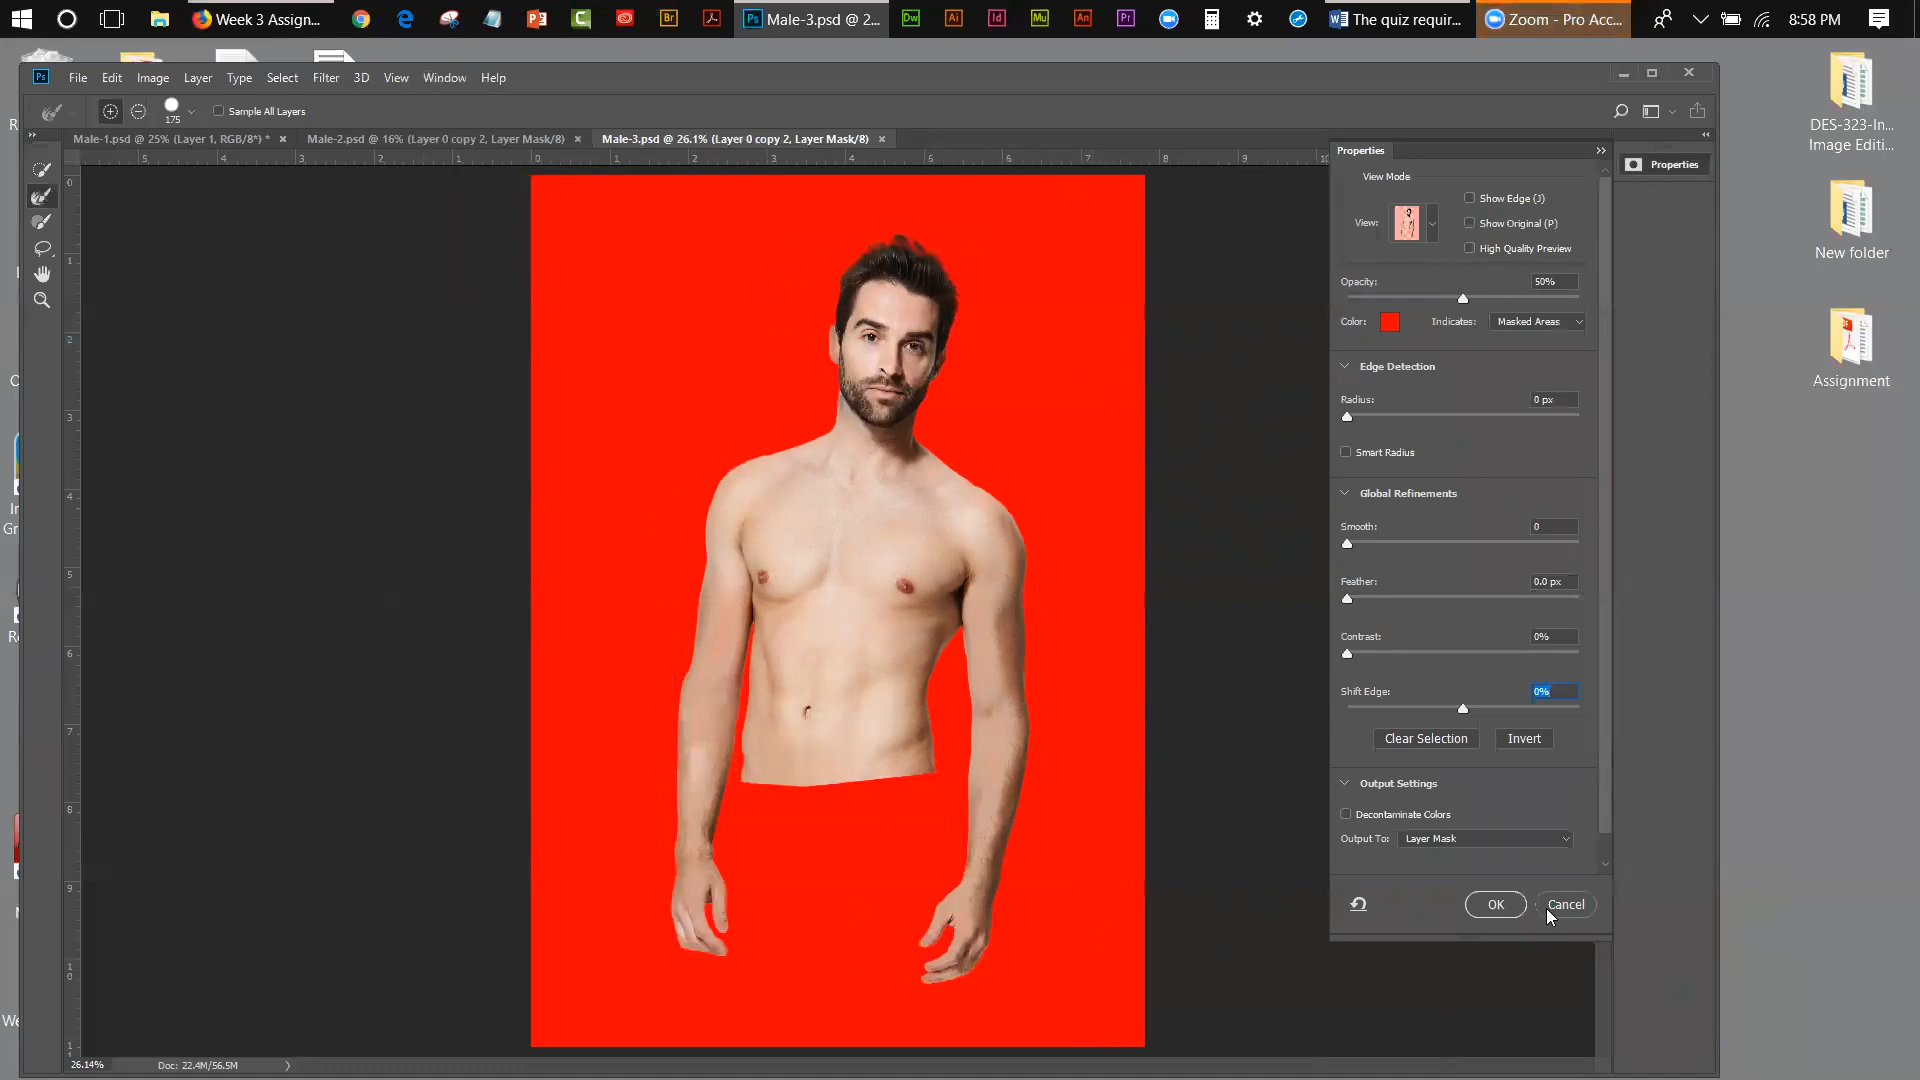 Week 3 Assign...
Male-3.psd @ 2...
The quiz requir...
Zoom - Pro Acc...
8:58 PM
File Edit Image Layer Type Select Filter 3D View Window Help
175 Sample All Layers
Male-1.psd @ 25% (Layer 1, RGB/8*) *
Male-2.psd @ 16% (Layer 0 copy 2, Layer Mask/8)
Male-3.psd @ 26.1% (Layer 0 copy 2, Layer Mask/8)
Properties
View Mode
View:
Show Edge (J)
Show Original (P)
High Quality Preview
Opacity: 50%
Color:
Indicates: Masked Areas
Edge Detection
Radius: 0 px
Smart Radius
Global Refinements
Smooth: 0
Feather: 0.0 px
Contrast: 0%
Shift Edge: 0%
Clear Selection
Invert
Output Settings
Decontaminate Colors
Output To: Layer Mask
OK
Cancel
Properties
DES-323-In...
Image Editi...
New folder
Assignment
26.14%
Doc: 22.4M/56.5M